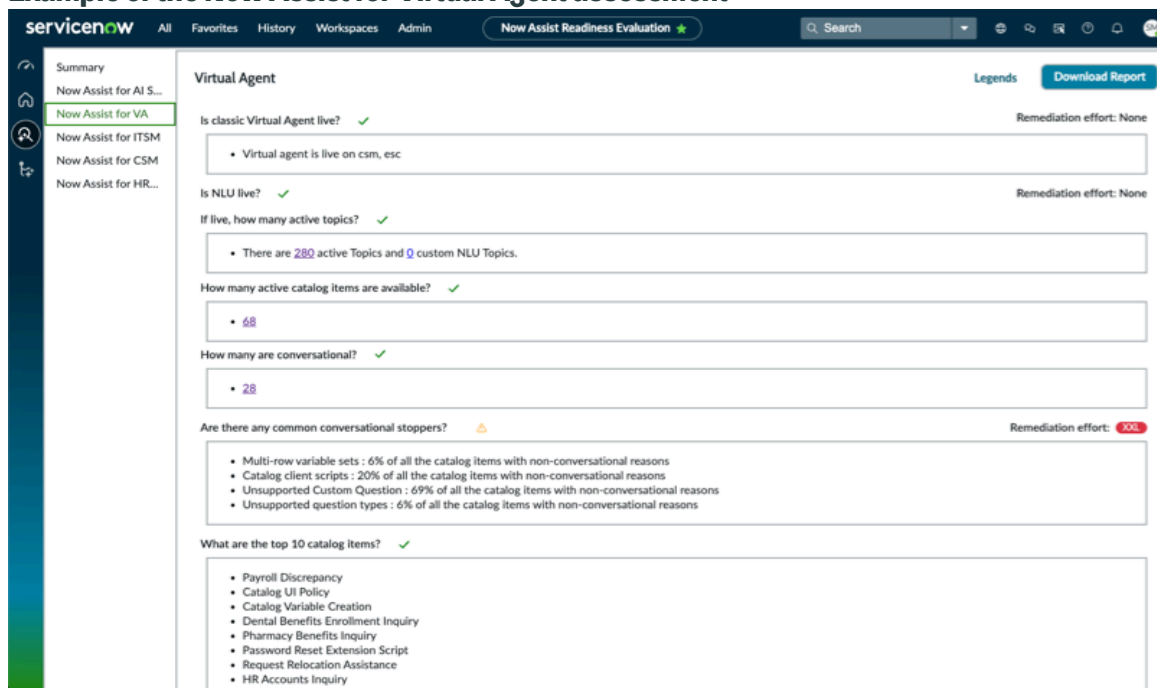 Example of the Now Assist for Virtual Agent assessment
servicenow All Favorites History Workspaces Admin Now Assist Readiness Evaluation ★ Search
Summary
Now Assist for AI S...
Now Assist for VA
Now Assist for ITSM
Now Assist for CSM
Now Assist for HR...
Virtual Agent Legends Download Report
Is classic Virtual Agent live? ✓ Remediation effort: None
• Virtual agent is live on csm, esc
Is NLU live? ✓ Remediation effort: None
If live, how many active topics? ✓
• There are 280 active Topics and 0 custom NLU Topics.
How many active catalog items are available? ✓
• 68
How many are conversational? ✓
• 28
Are there any common conversational stoppers? Remediation effort: XXL
• Multi-row variable sets : 6% of all the catalog items with non-conversational reasons
• Catalog client scripts : 20% of all the catalog items with non-conversational reasons
• Unsupported Custom Question : 69% of all the catalog items with non-conversational reasons
• Unsupported question types : 6% of all the catalog items with non-conversational reasons
What are the top 10 catalog items? ✓
• Payroll Discrepancy
• Catalog UI Policy
• Catalog Variable Creation
• Dental Benefits Enrollment Inquiry
• Pharmacy Benefits Inquiry
• Password Reset Extension Script
• Request Relocation Assistance
• HR Accounts Inquiry